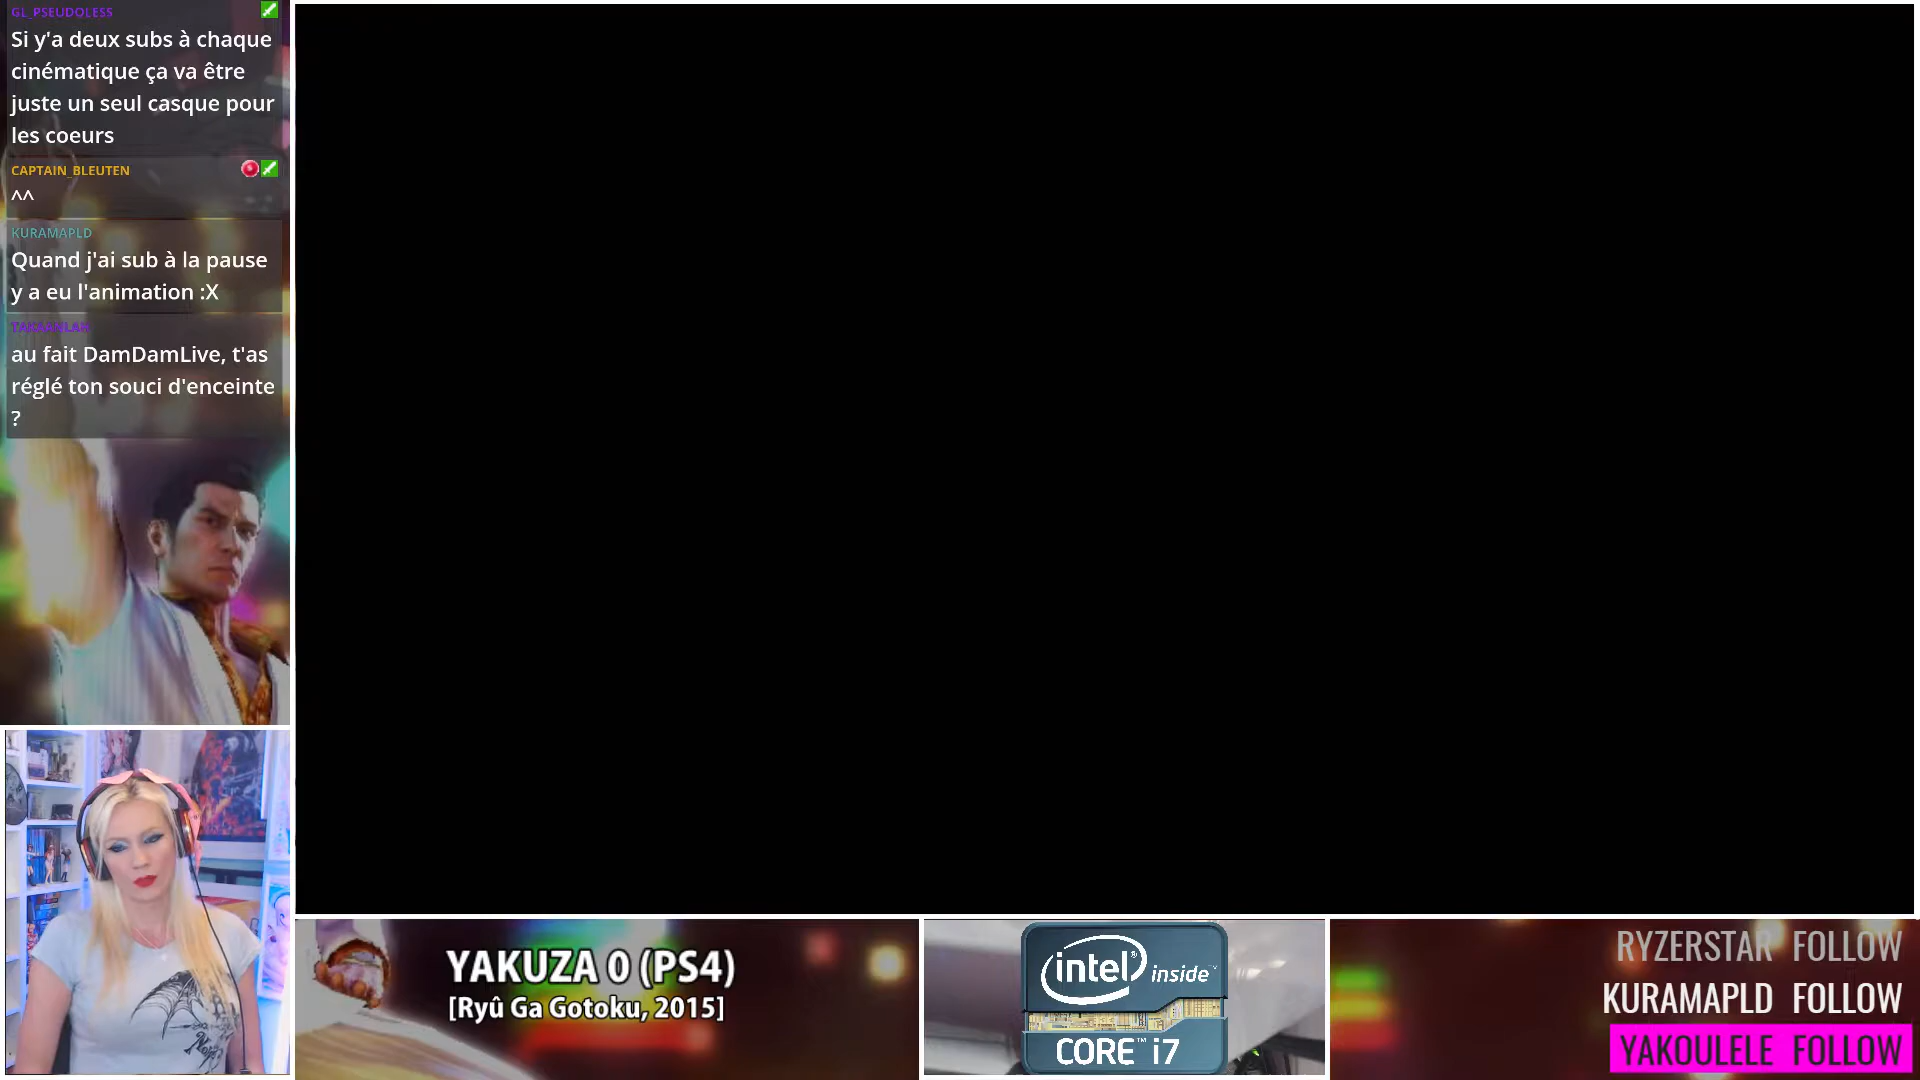 GL_PSEUDOLESS
Si y'a deux subs à chaque
cinématique ça va être
juste un seul casque pour
les coeurs
CAPTAIN_BLEUTEN
^^
KURAMAPLD
Quand j'ai sub à la pause
y a eu l'animation :X
au fait DamDamLive, t'as
réglé ton souci d'enceinte
?
YAKUZA 0 (PS4)
[Ryû Ga Gotoku, 2015]
intel® inside™
CORE™ i7
RYZERSTAR FOLLOW
KURAMAPLD FOLLOW
YAKOULELE FOLLOW